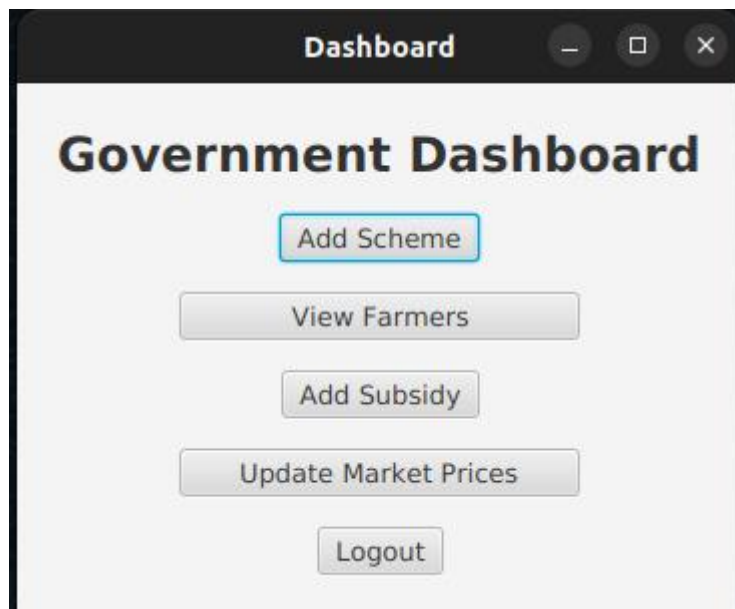 Dashboard
Government Dashboard
Add Scheme
View Farmers
Add Subsidy
Update Market Prices
Logout